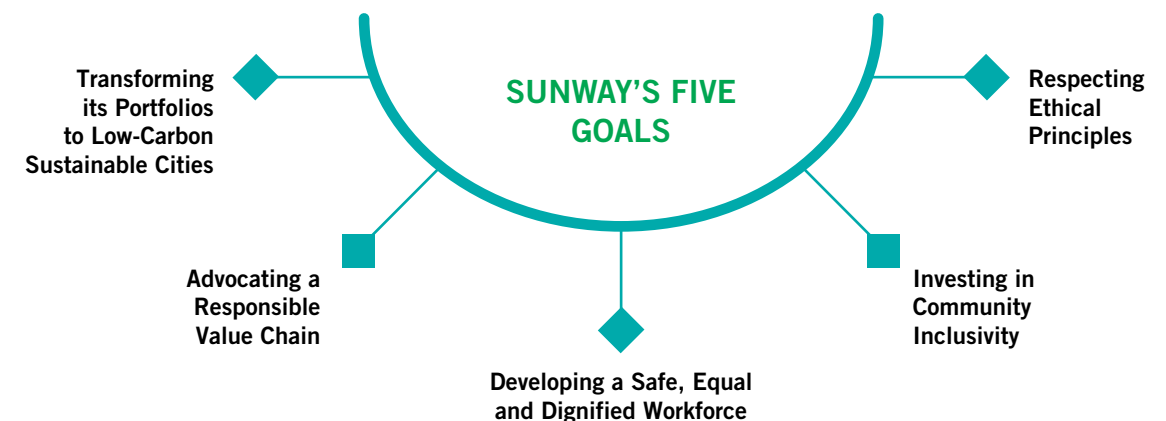 SUNWAY'S FIVE
GOALS
Transforming
its Portfolios
to Low-Carbon
Sustainable Cities
Advocating a
Responsible
Value Chain
Developing a Safe, Equal
and Dignified Workforce
Investing in
Community
Inclusivity
Respecting
Ethical
Principles